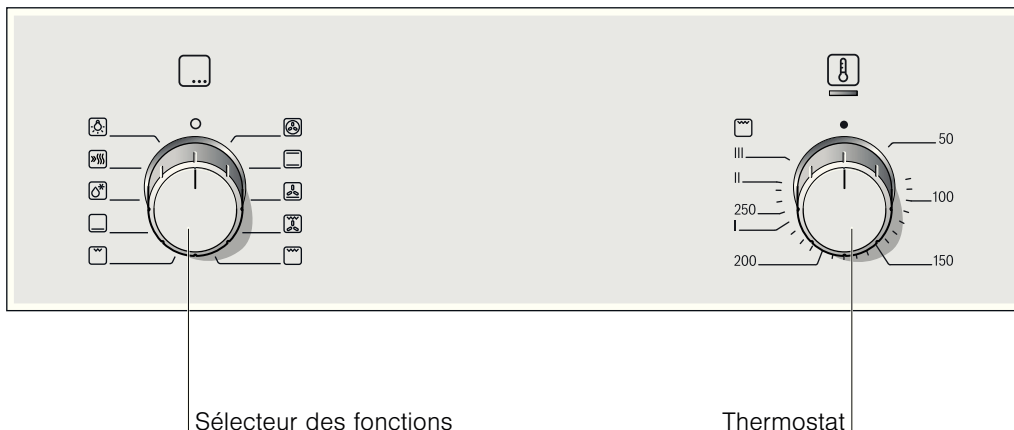 III
50
II
100
250
I
200
150
Sélecteur des fonctions
Thermostat